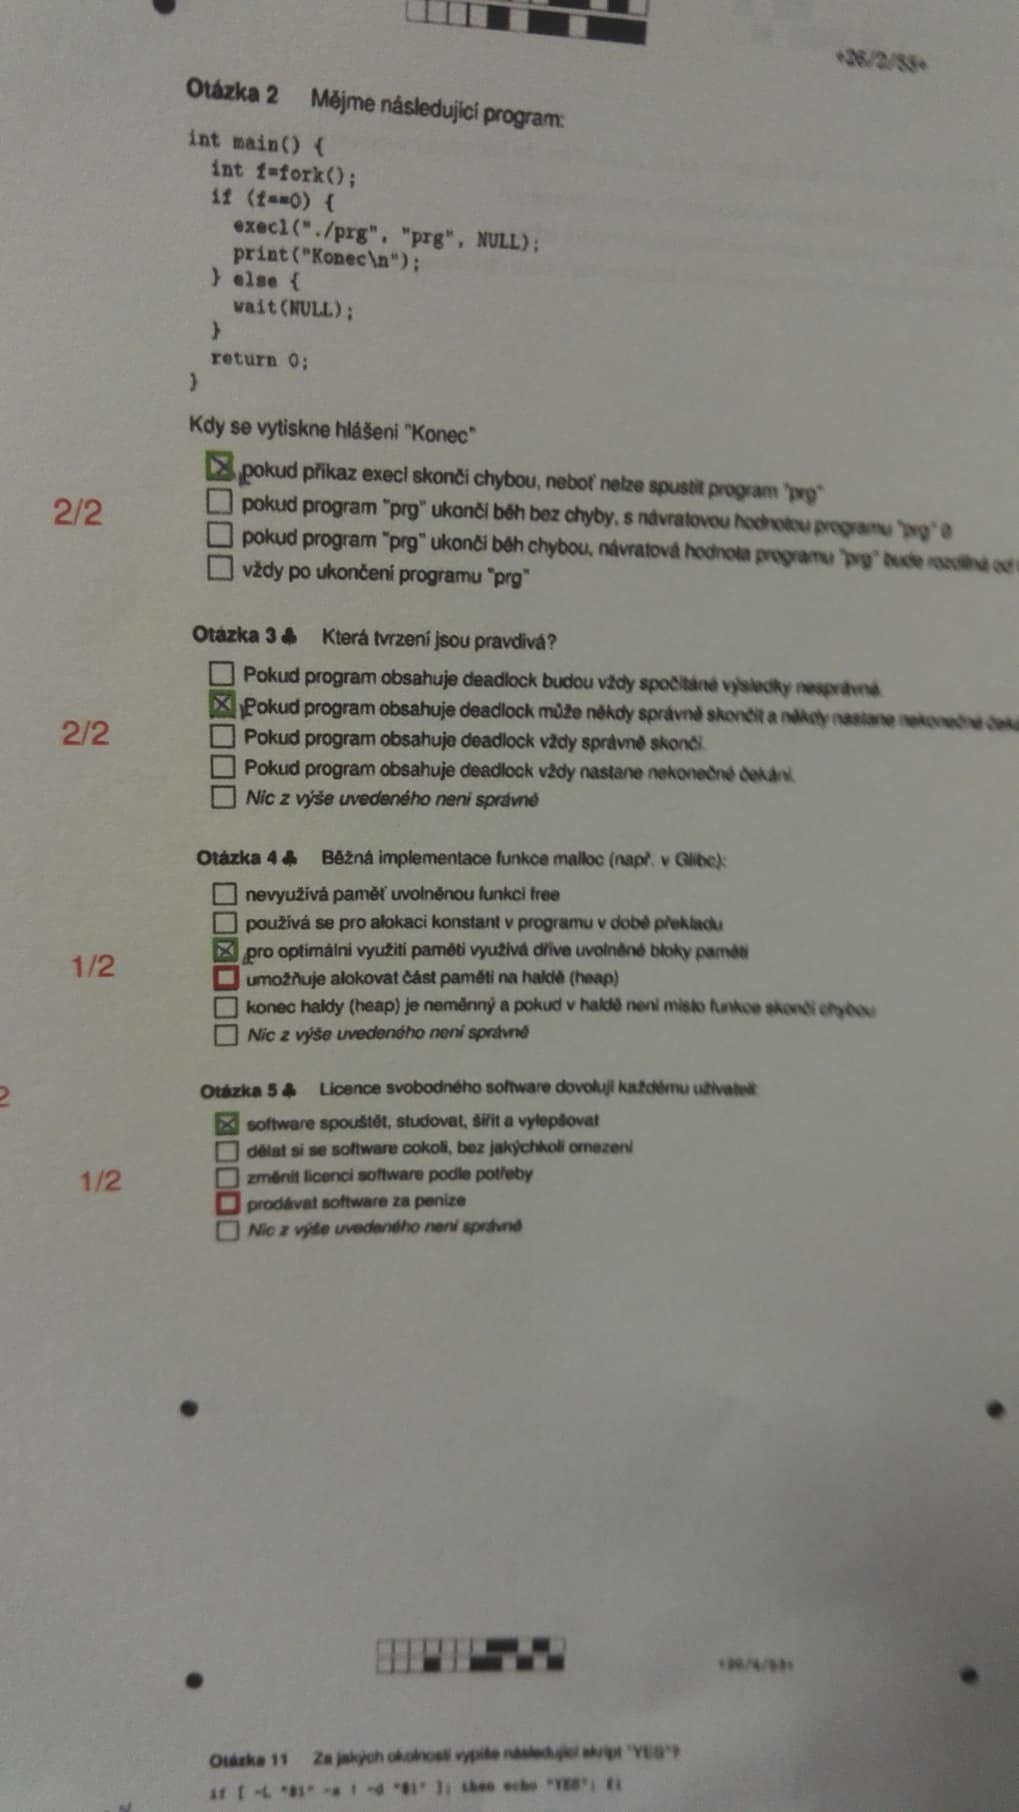 +26/2/55+
Otázka 2 Mějme následující program:
int main() {
int f=fork();
if (f==0) {
execl("./prg", "prg", NULL);
print("Konec\n");
} else {
wait(NULL);
}
return 0;
}
Kdy se vytiskne hlášení "Konec"
pokud příkaz execl skončí chybou, neboť nelze spustit program "prg"
2/2
pokud program "prg" ukončí běh bez chyby, s návratovou hodnotou programu "prg" 0
pokud program "prg" ukončí běh chybou, návratová hodnota programu "prg" bude rozdílná od
vždy po ukončení programu "prg"
Otázka 3 ♣ Která tvrzení jsou pravdivá?
Pokud program obsahuje deadlock budou vždy spočítané výsledky nesprávné.
Pokud program obsahuje deadlock může někdy správně skončit a někdy nastane nekonečné
2/2
Pokud program obsahuje deadlock vždy správně skončí.
Pokud program obsahuje deadlock vždy nastane nekonečné čekání.
Nic z výše uvedeného není správně
Otázka 4 ♣ Běžná implementace funkce malloc (např. v Glibc):
nevyužívá paměť uvolněnou funkcí free
používá se pro alokaci konstant v programu v době překladu
1/2
pro optimální využití paměti využívá dříve uvolněné bloky paměti
umožňuje alokovat část paměti na haldě (heap)
konec haldy (heap) je neměnný a pokud v haldě není místo funkce skončí chybou
Nic z výše uvedeného není správně
2
Otázka 5 ♣ Licence svobodného software dovolují každému uživateli:
software spouštět, studovat, šířit a vylepšovat
dělat si se software cokoli, bez jakýchkoli omezení
1/2
změnit licenci software podle potřeby
prodávat software za peníze
Nic z výše uvedeného není správně
Otázka 11 Za jakých okolností vypíše následující skript "YES"?
if [ -L "$1" -a ! -d "$1" ]; then echo "YES"; fi